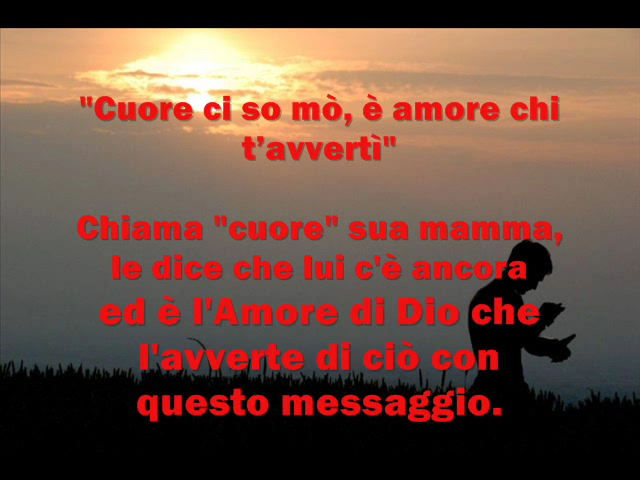 "Cuore ci so mò, è amore chi
t’avvertì"
Chiama "cuore" sua mamma,
le dice che lui c'è ancora
ed è l'Amore di Dio che
l'avverte di ciò con
questo messaggio.